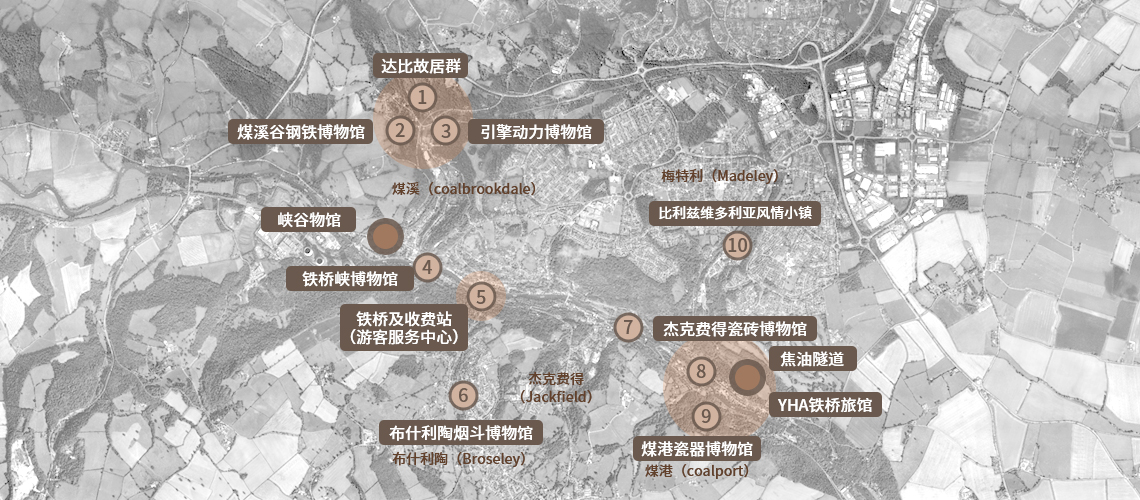 达比故居群
1
煤溪谷钢铁博物馆
2
3
引擎动力博物馆
煤溪（coalbrookdale）
梅特利（Madeley）
峡谷物馆
比利兹维多利亚风情小镇
10
铁桥峡博物馆
4
5
铁桥及收费站
（游客服务中心）
7
杰克费得瓷砖博物馆
焦油隧道
8
杰克费得
（Jackfield）
6
YHA铁桥旅馆
9
布什利陶烟斗博物馆
煤港瓷器博物馆
布什利陶（Broseley）
煤港（coalport）